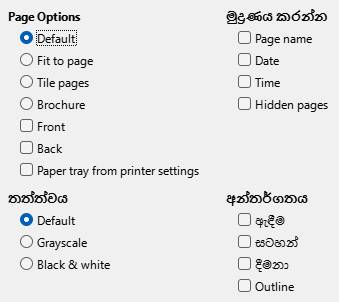 Page Options
Default
Fit to page
Tile pages
Brochure
Front
Back
Paper tray from printer settings
මුද්‍රණය කරන්න
Page name
Date
Time
Hidden pages
තත්ත්වය
Default
Grayscale
Black & white
අන්තර්ගතය
ඇඳීම
සටහන්
දීමනා
Outline